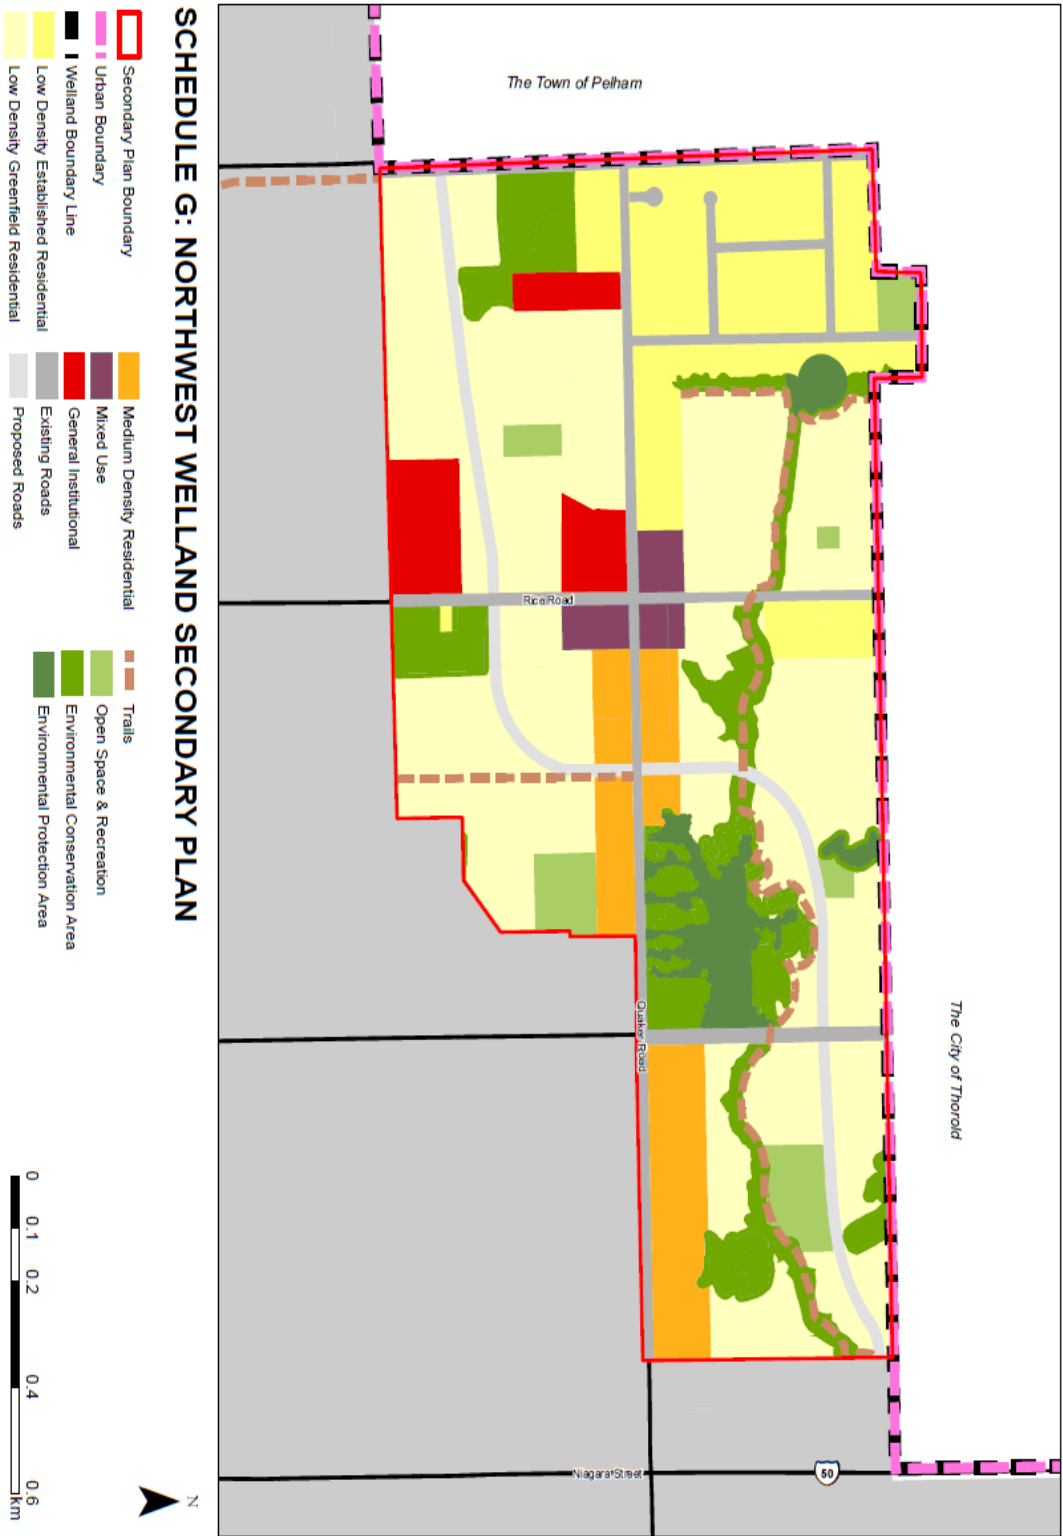 The Town of Pelham
The City of Thorold
Rice Road
Quaker Road
Niagara Street
50
SCHEDULE G: NORTHWEST WELLAND SECONDARY PLAN
Secondary Plan Boundary
Urban Boundary
Welland Boundary Line
Low Density Established Residential
Low Density Greenfield Residential
Medium Density Residential
Mixed Use
General Institutional
Existing Roads
Proposed Roads
Trails
Open Space & Recreation
Environmental Conservation Area
Environmental Protection Area
0 0.1 0.2 0.4 0.6
km
N